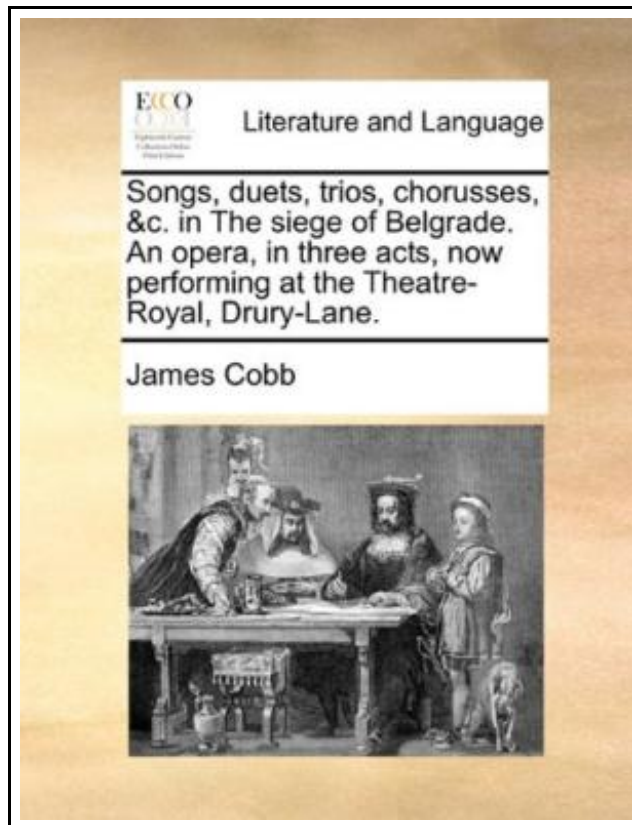 ECCO
Literature and Language
Songs, duets, trios, chorusses,
&c. in The siege of Belgrade.
An opera, in three acts, now
performing at the Theatre-
Royal, Drury-Lane.
James Cobb